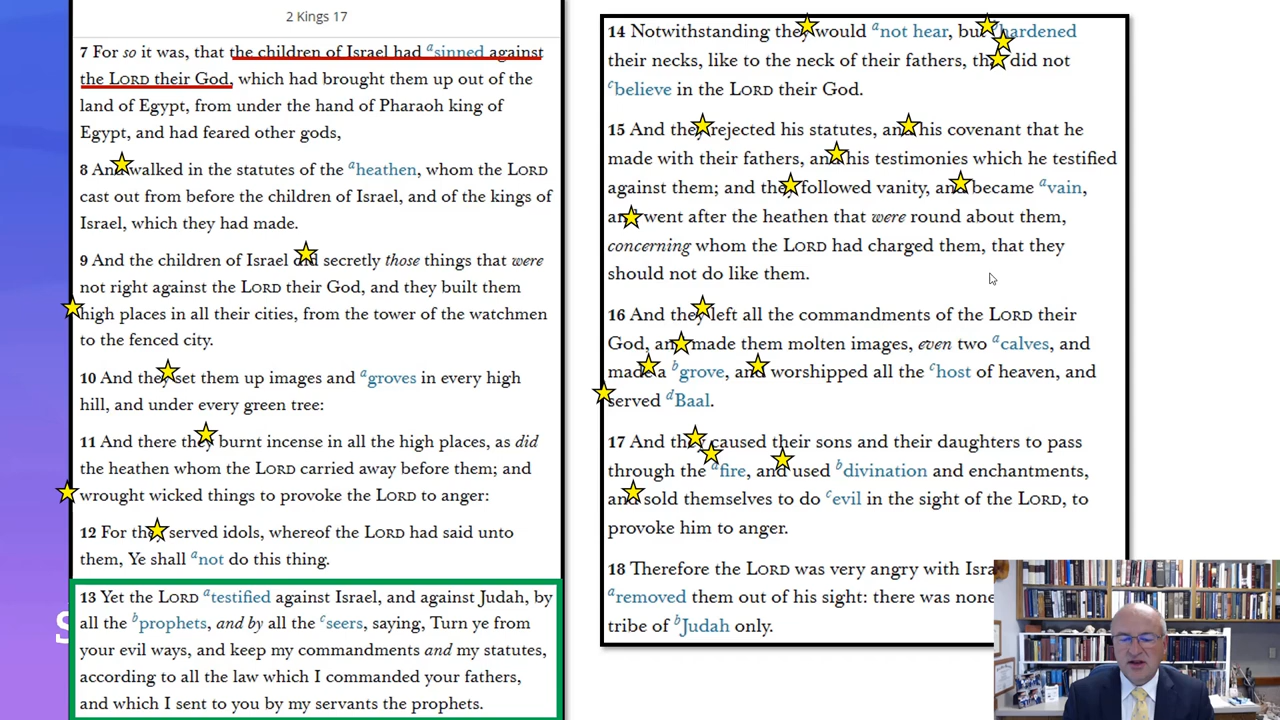 2 Kings 17
7 For so it was, that the children of Israel had ᵃsinned against
the LORD their God, which had brought them up out of the
land of Egypt, from under the hand of Pharaoh king of
Egypt, and had feared other gods,
8 And walked in the statutes of the ᵃheathen, whom the LORD
cast out from before the children of Israel, and of the kings of
Israel, which they had made.
9 And the children of Israel did secretly those things that were
not right against the LORD their God, and they built them
high places in all their cities, from the tower of the watchmen
to the fenced city.
10 And they set them up images and ᵃgroves in every high
hill, and under every green tree:
11 And there they burnt incense in all the high places, as did
the heathen whom the LORD carried away before them; and
wrought wicked things to provoke the LORD to anger:
12 For they served idols, whereof the LORD had said unto
them, Ye shall ᵃnot do this thing.
13 Yet the LORD ᵃtestified against Israel, and against Judah, by
all the ᵇprophets, and by all the ᶜseers, saying, Turn ye from
your evil ways, and keep my commandments and my statutes,
according to all the law which I commanded your fathers,
and which I sent to you by my servants the prophets.
14 Notwithstanding they would ᵃnot hear, but hardened
their necks, like to the neck of their fathers, that did not
ᶜbelieve in the LORD their God.
15 And they rejected his statutes, and his covenant that he
made with their fathers, and his testimonies which he testified
against them; and they followed vanity, and became ᵃvain,
and went after the heathen that were round about them,
concerning whom the LORD had charged them, that they
should not do like them.
16 And they left all the commandments of the LORD their
God, and made them molten images, even two ᵃcalves, and
made a ᵇgrove, and worshipped all the ᶜhost of heaven, and
served ᵈBaal.
17 And they caused their sons and their daughters to pass
through the ᵃfire, and used ᵇdivination and enchantments,
and sold themselves to do ᶜevil in the sight of the LORD, to
provoke him to anger.
18 Therefore the LORD was very angry with
ᵃremoved them out of his sight: there was none
tribe of ᵇJudah only.